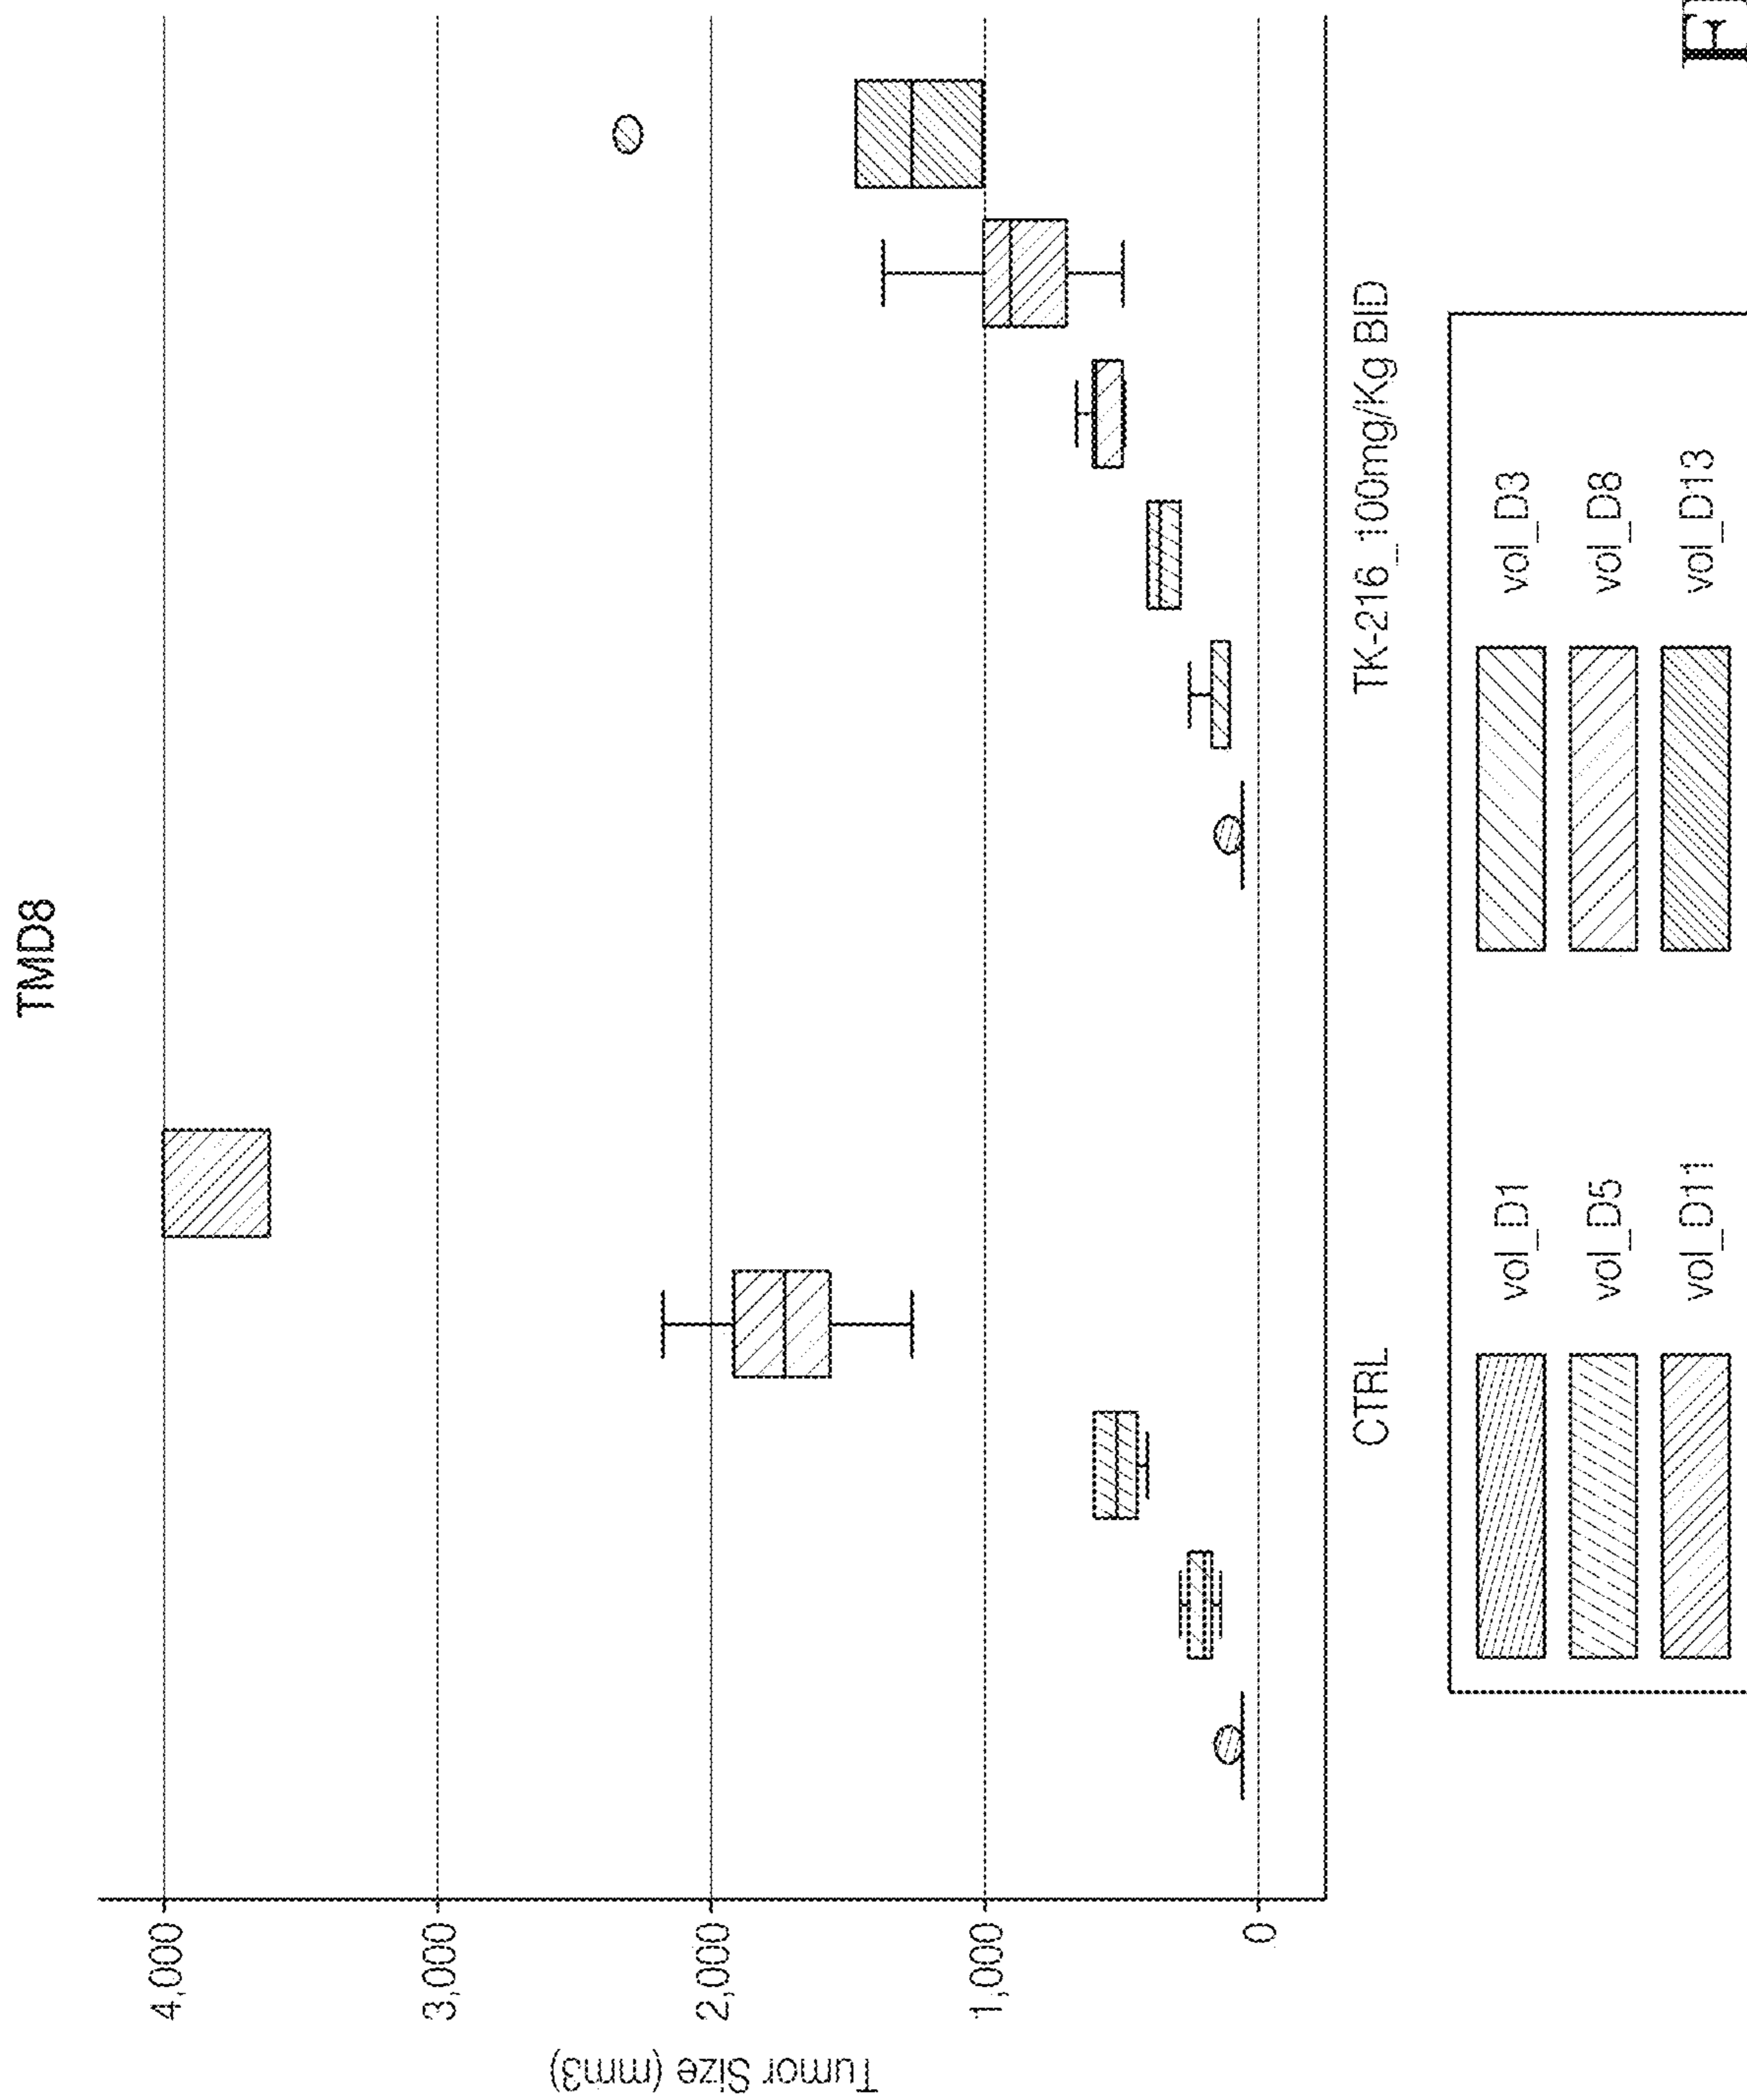 TMD8
Tumor Size (mm3)
4,000
3,000
2,000
1,000
0
CTRL
TK-216_100mg/Kg BID
vol_D1
vol_D3
vol_D5
vol_D8
vol_D11
vol_D13